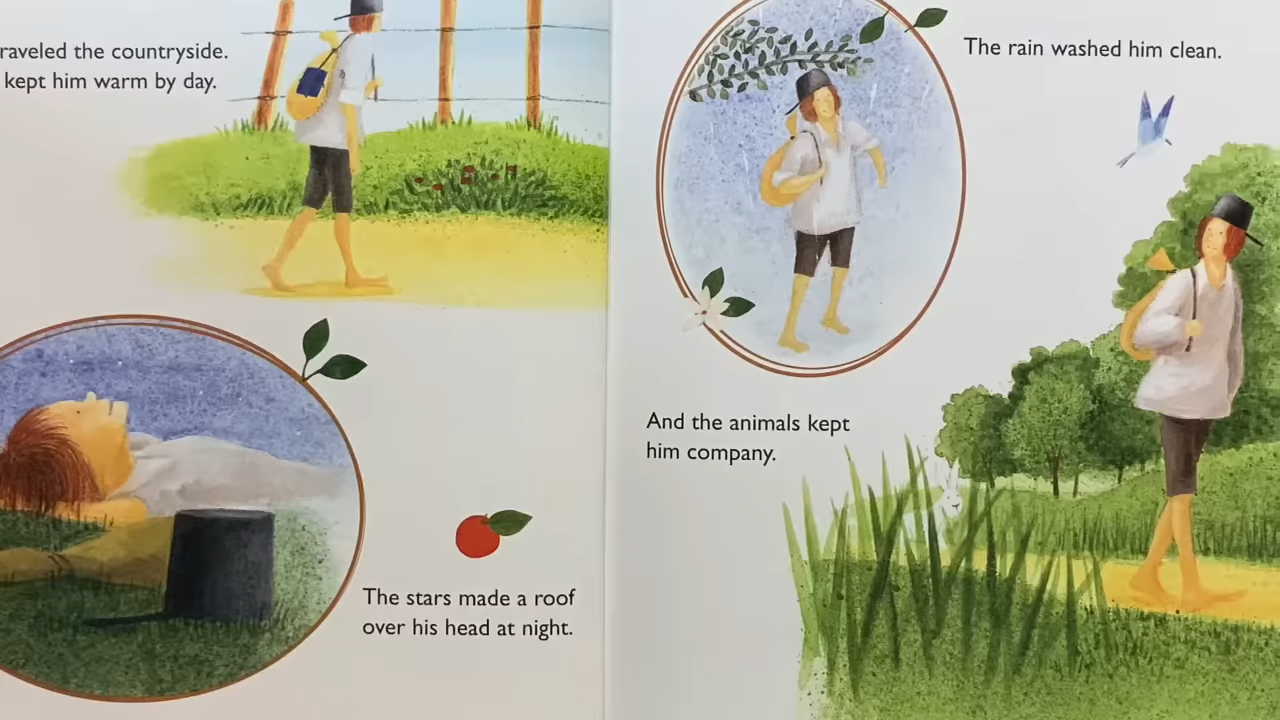 raveled the countryside.
kept him warm by day.
The stars made a roof
over his head at night.
The rain washed him clean.
And the animals kept
him company.